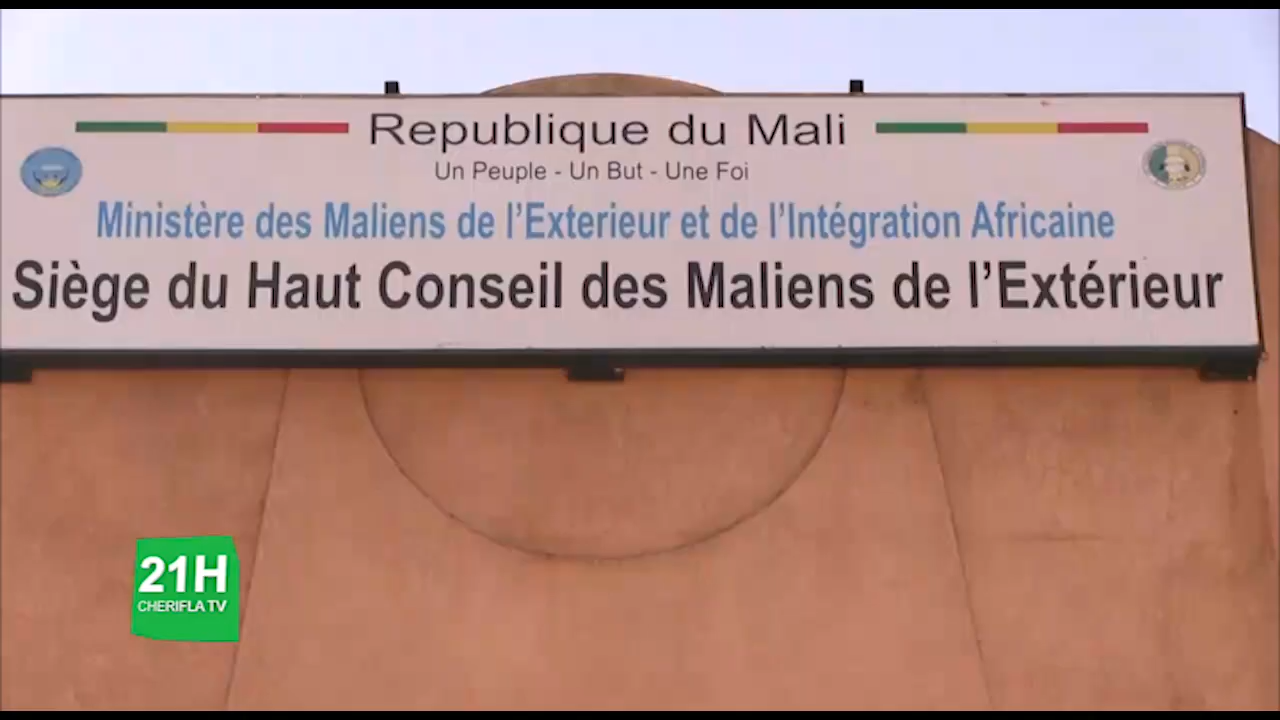 Republique du Mali
Un Peuple - Un But - Une Foi
Ministère des Maliens de l'Exterieur et de l'Intégration Africaine
Siège du Haut Conseil des Maliens de l'Extérieur
21H
CHERIFLA TV